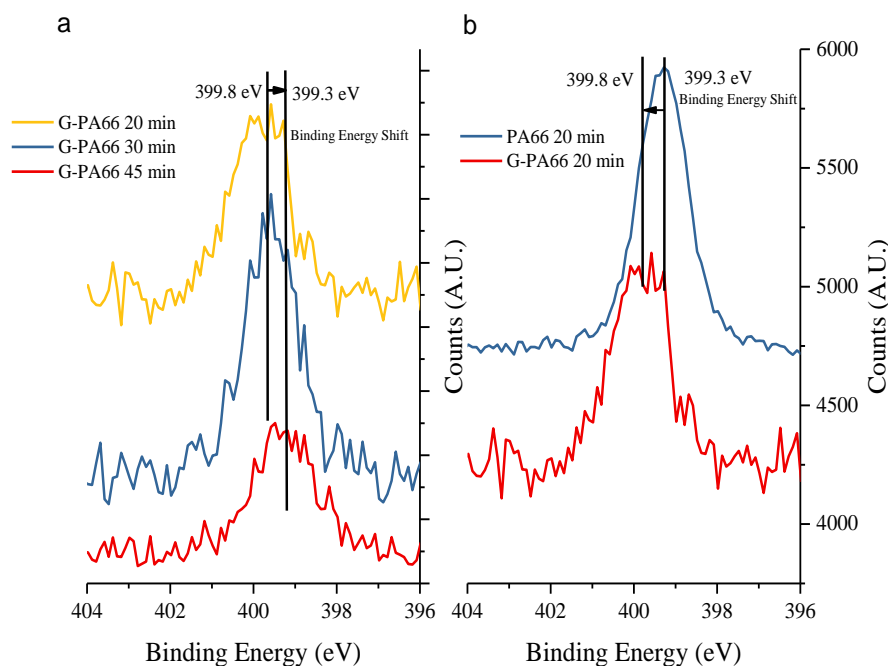 a
399.8 eV
399.3 eV
Binding Energy Shift
G-PA66 20 min
G-PA66 30 min
G-PA66 45 min
Counts (A.U.)
404
402
400
398
396
Binding Energy (eV)
b
399.8 eV
399.3 eV
Binding Energy Shift
PA66 20 min
G-PA66 20 min
6000
5500
5000
4500
4000
Counts (A.U.)
404
402
400
398
396
Binding Energy (eV)